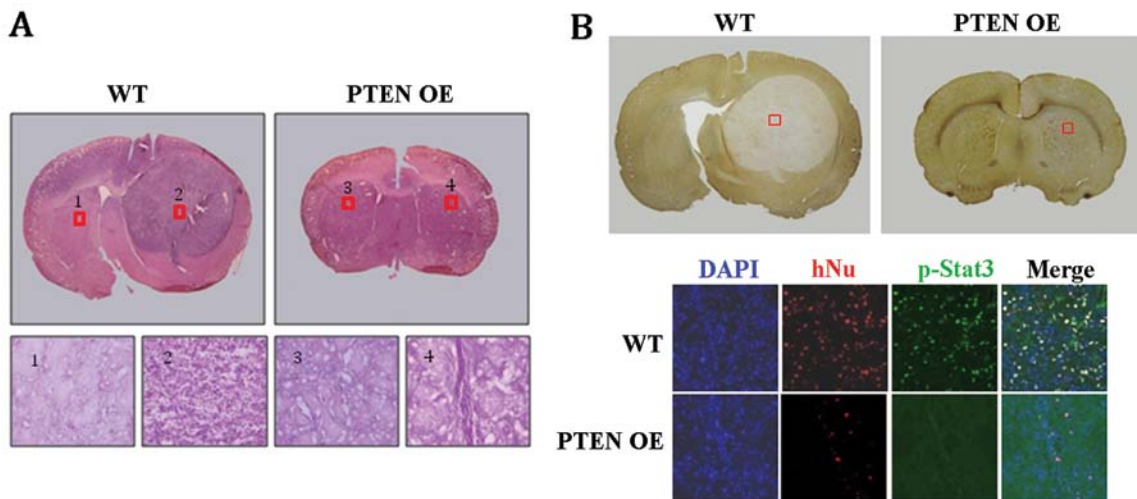 A
WT
PTEN OE
1
2
3
4
1
2
3
4
B
WT
PTEN OE
DAPI
hNu
p-Stat3
Merge
WT
PTEN OE